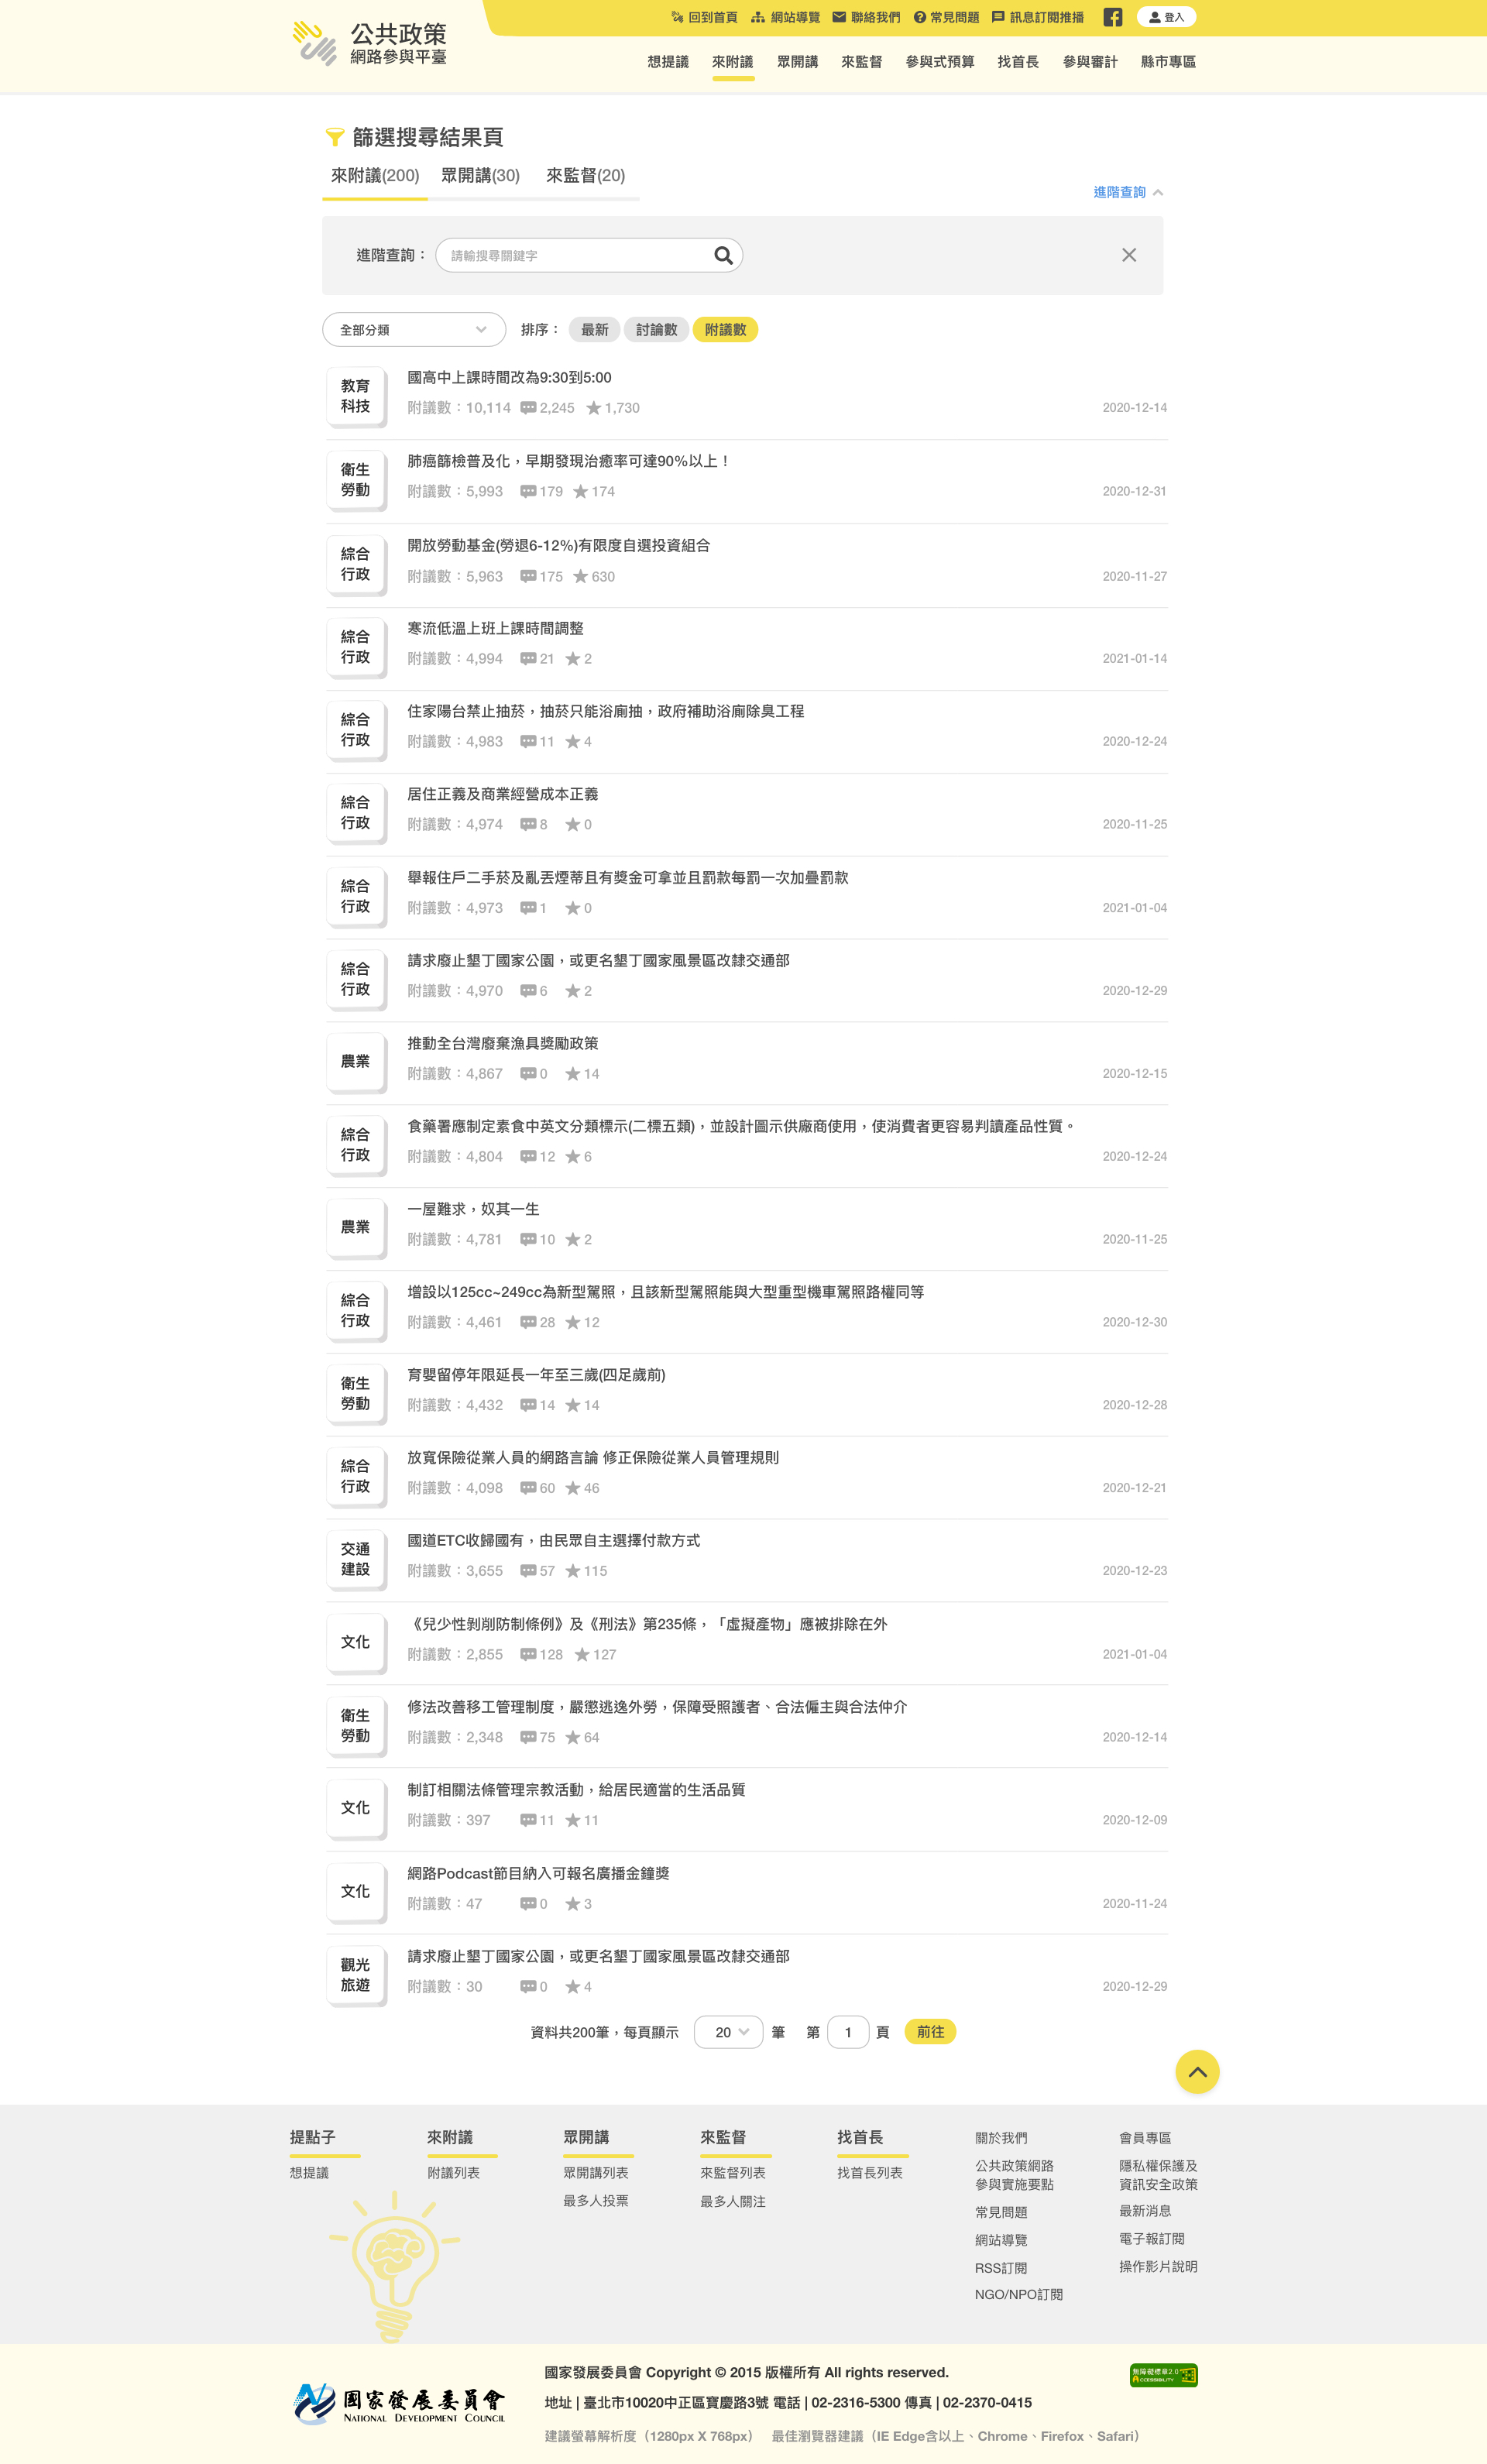 公共政策
網路參與平臺
回到首頁 網站導覽 聯絡我們 常見問題 訊息訂閱推播 登入
想提議 來附議 眾開講 來監督 參與式預算 找首長 參與審計 縣市專區
篩選搜尋結果頁
來附議(200) 眾開講(30) 來監督(20)
進階查詢
進階查詢： 請輸搜尋關鍵字
全部分類 排序： 最新 討論數 附議數
教育
科技
國高中上課時間改為9:30到5:00
附議數：10,114 2,245 1,730 2020-12-14
衛生
勞動
肺癌篩檢普及化，早期發現治癒率可達90%以上！
附議數：5,993 179 174 2020-12-31
綜合
行政
開放勞動基金(勞退6-12%)有限度自選投資組合
附議數：5,963 175 630 2020-11-27
綜合
行政
寒流低溫上班上課時間調整
附議數：4,994 21 2 2021-01-14
綜合
行政
住家陽台禁止抽菸，抽菸只能浴廁抽，政府補助浴廁除臭工程
附議數：4,983 11 4 2020-12-24
綜合
行政
居住正義及商業經營成本正義
附議數：4,974 8 0 2020-11-25
綜合
行政
舉報住戶二手菸及亂丟煙蒂且有獎金可拿並且罰款每罰一次加疊罰款
附議數：4,973 1 0 2021-01-04
綜合
行政
請求廢止墾丁國家公園，或更名墾丁國家風景區改隸交通部
附議數：4,970 6 2 2020-12-29
農業
推動全台灣廢棄漁具獎勵政策
附議數：4,867 0 14 2020-12-15
綜合
行政
食藥署應制定素食中英文分類標示(二標五類)，並設計圖示供廠商使用，使消費者更容易判讀產品性質。
附議數：4,804 12 6 2020-12-24
農業
一屋難求，奴其一生
附議數：4,781 10 2 2020-11-25
綜合
行政
增設以125cc~249cc為新型駕照，且該新型駕照能與大型重型機車駕照路權同等
附議數：4,461 28 12 2020-12-30
衛生
勞動
育嬰留停年限延長一年至三歲(四足歲前)
附議數：4,432 14 14 2020-12-28
綜合
行政
放寬保險從業人員的網路言論 修正保險從業人員管理規則
附議數：4,098 60 46 2020-12-21
交通
建設
國道ETC收歸國有，由民眾自主選擇付款方式
附議數：3,655 57 115 2020-12-23
文化
《兒少性剝削防制條例》及《刑法》第235條，「虛擬產物」應被排除在外
附議數：2,855 128 127 2021-01-04
衛生
勞動
修法改善移工管理制度，嚴懲逃逸外勞，保障受照護者、合法僱主與合法仲介
附議數：2,348 75 64 2020-12-14
文化
制訂相關法條管理宗教活動，給居民適當的生活品質
附議數：397 11 11 2020-12-09
文化
網路Podcast節目納入可報名廣播金鐘獎
附議數：47 0 3 2020-11-24
觀光
旅遊
請求廢止墾丁國家公園，或更名墾丁國家風景區改隸交通部
附議數：30 0 4 2020-12-29
資料共200筆，每頁顯示 20 筆 第 1 頁 前往
提點子
想提議
來附議
附議列表
眾開講
眾開講列表
最多人投票
來監督
來監督列表
最多人關注
找首長
找首長列表
關於我們
公共政策網路
參與實施要點
常見問題
網站導覽
RSS訂閱
NGO/NPO訂閱
會員專區
隱私權保護及
資訊安全政策
最新消息
電子報訂閱
操作影片說明
國家發展委員會
NATIONAL DEVELOPMENT COUNCIL
國家發展委員會 Copyright © 2015 版權所有 All rights reserved.
地址 | 臺北市10020中正區寶慶路3號 電話 | 02-2316-5300 傳真 | 02-2370-0415
建議螢幕解析度（1280px X 768px） 最佳瀏覽器建議（IE Edge含以上、Chrome、Firefox、Safari）
無障礙標章2.0
ACCESSIBILITY